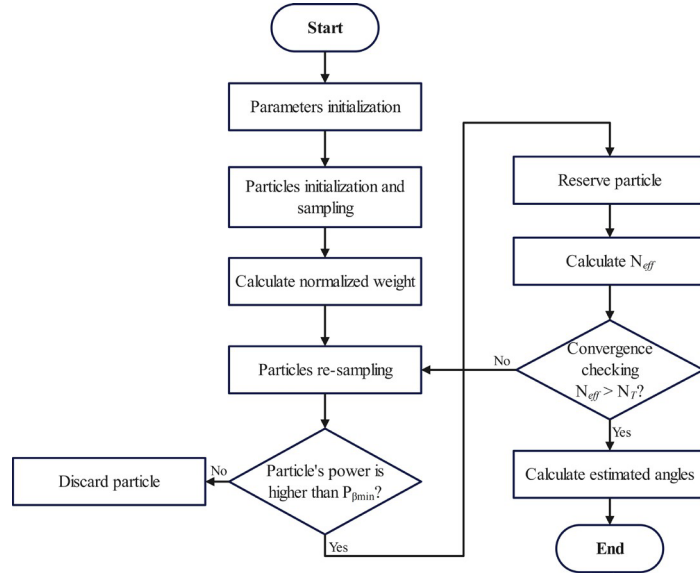 Start
Parameters initialization
Particles initialization and
sampling
Calculate normalized weight
Particles re-sampling
Particle's power is
higher than Pβmin?
No
Discard particle
Yes
Reserve particle
Calculate Neff
Convergence
checking
Neff > NT?
No
Yes
Calculate estimated angles
End